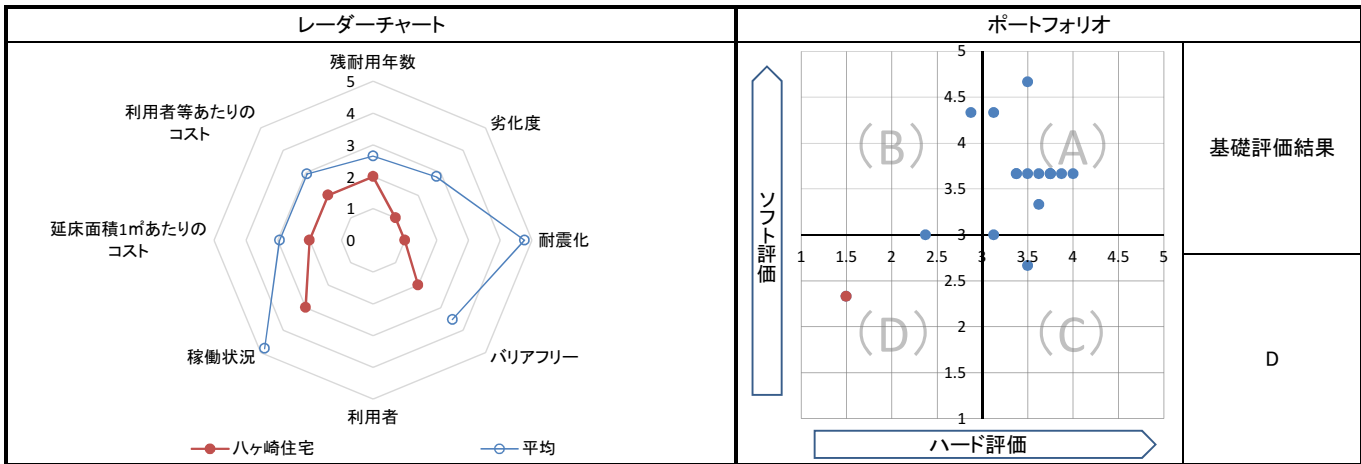 レーダーチャート
残耐用年数
劣化度
耐震化
バリアフリー
利用者
稼働状況
延床面積1㎡あたりの
コスト
利用者等あたりの
コスト
5
4
3
2
1
0
八ヶ崎住宅
平均
ポートフォリオ
ソフト評価
5
4.5
4
3.5
3
2.5
2
1.5
1
1 1.5 2 2.5 3 3.5 4 4.5 5
(B)
(A)
(D)
(C)
ハード評価
基礎評価結果
D